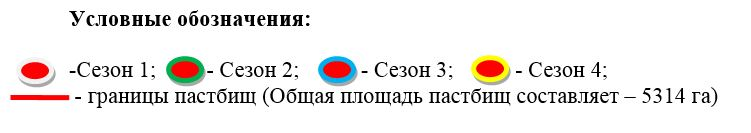 Условные обозначения:
-Сезон 1; - Сезон 2; - Сезон 3; - Сезон 4;
- границы пастбищ (Общая площадь пастбищ составляет – 5314 га)